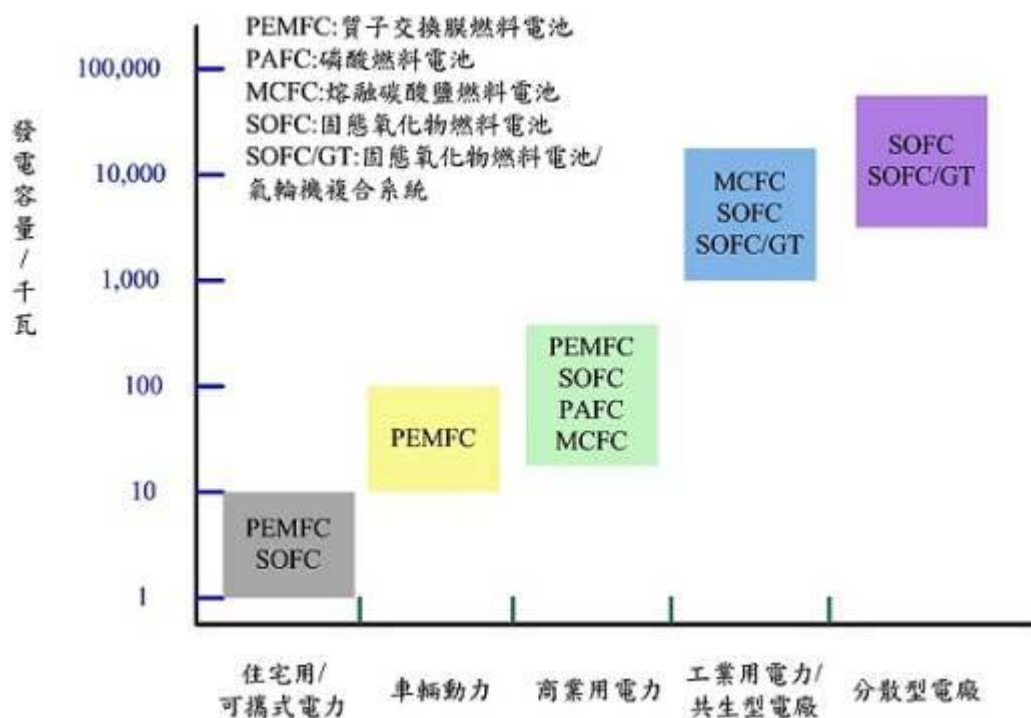 PEMFC:質子交換膜燃料電池
PAFC:磷酸燃料電池
MCFC:熔融碳酸鹽燃料電池
SOFC:固態氧化物燃料電池
SOFC/GT:固態氧化物燃料電池/
氣輪機複合系統
發電容量/千瓦
100,000
10,000
1,000
100
10
1
PEMFC
SOFC
PEMFC
PEMFC
SOFC
PAFC
MCFC
MCFC
SOFC
SOFC/GT
SOFC
SOFC/GT
住宅用/
可攜式電力
車輛動力
商業用電力
工業用電力/
共生型電廠
分散型電廠